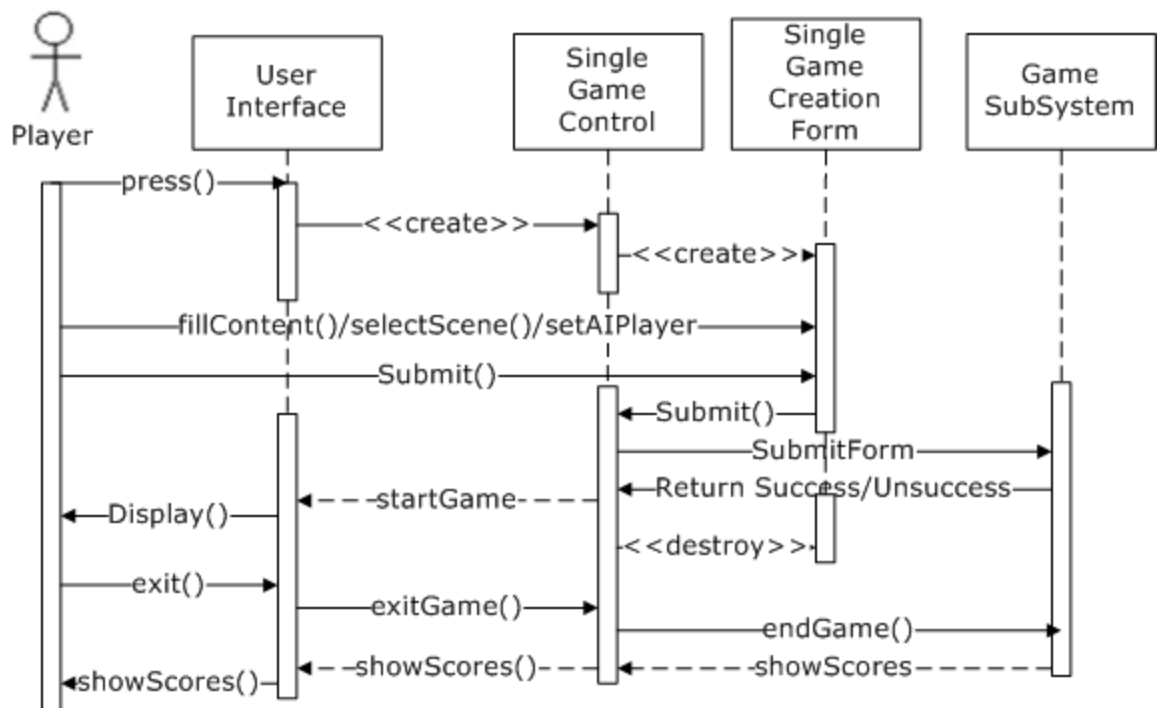 Player
User
Interface
Single
Game
Control
Single
Game
Creation
Form
Game
SubSystem
press()
<<create>>
<<create>>
fillContent()/selectScene()/setAIPlayer
Submit()
Submit()
SubmitForm
Return Success/Unsuccess
startGame
Display()
<<destroy>>
exit()
exitGame()
endGame()
showScores
showScores()
showScores()